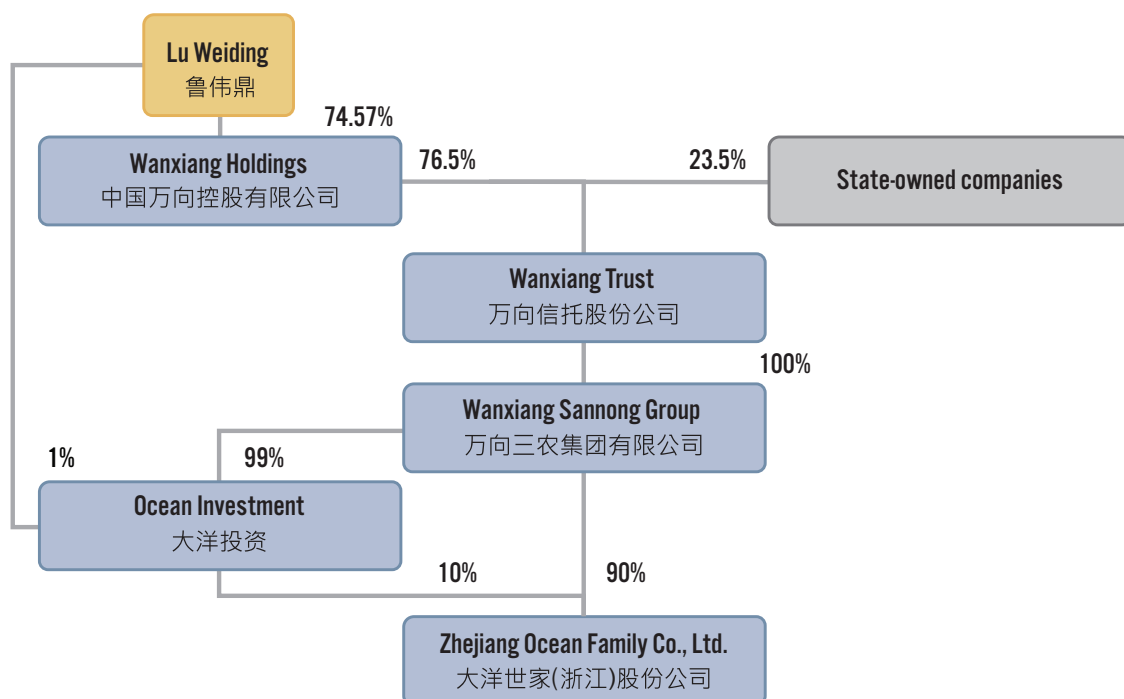 Lu Weiding
鲁伟鼎
74.57%
Wanxiang Holdings
中国万向控股有限公司
76.5%
23.5%
State-owned companies
Wanxiang Trust
万向信托股份公司
100%
Wanxiang Sannong Group
万向三农集团有限公司
1%
99%
Ocean Investment
大洋投资
10%
90%
Zhejiang Ocean Family Co., Ltd.
大洋世家(浙江)股份公司